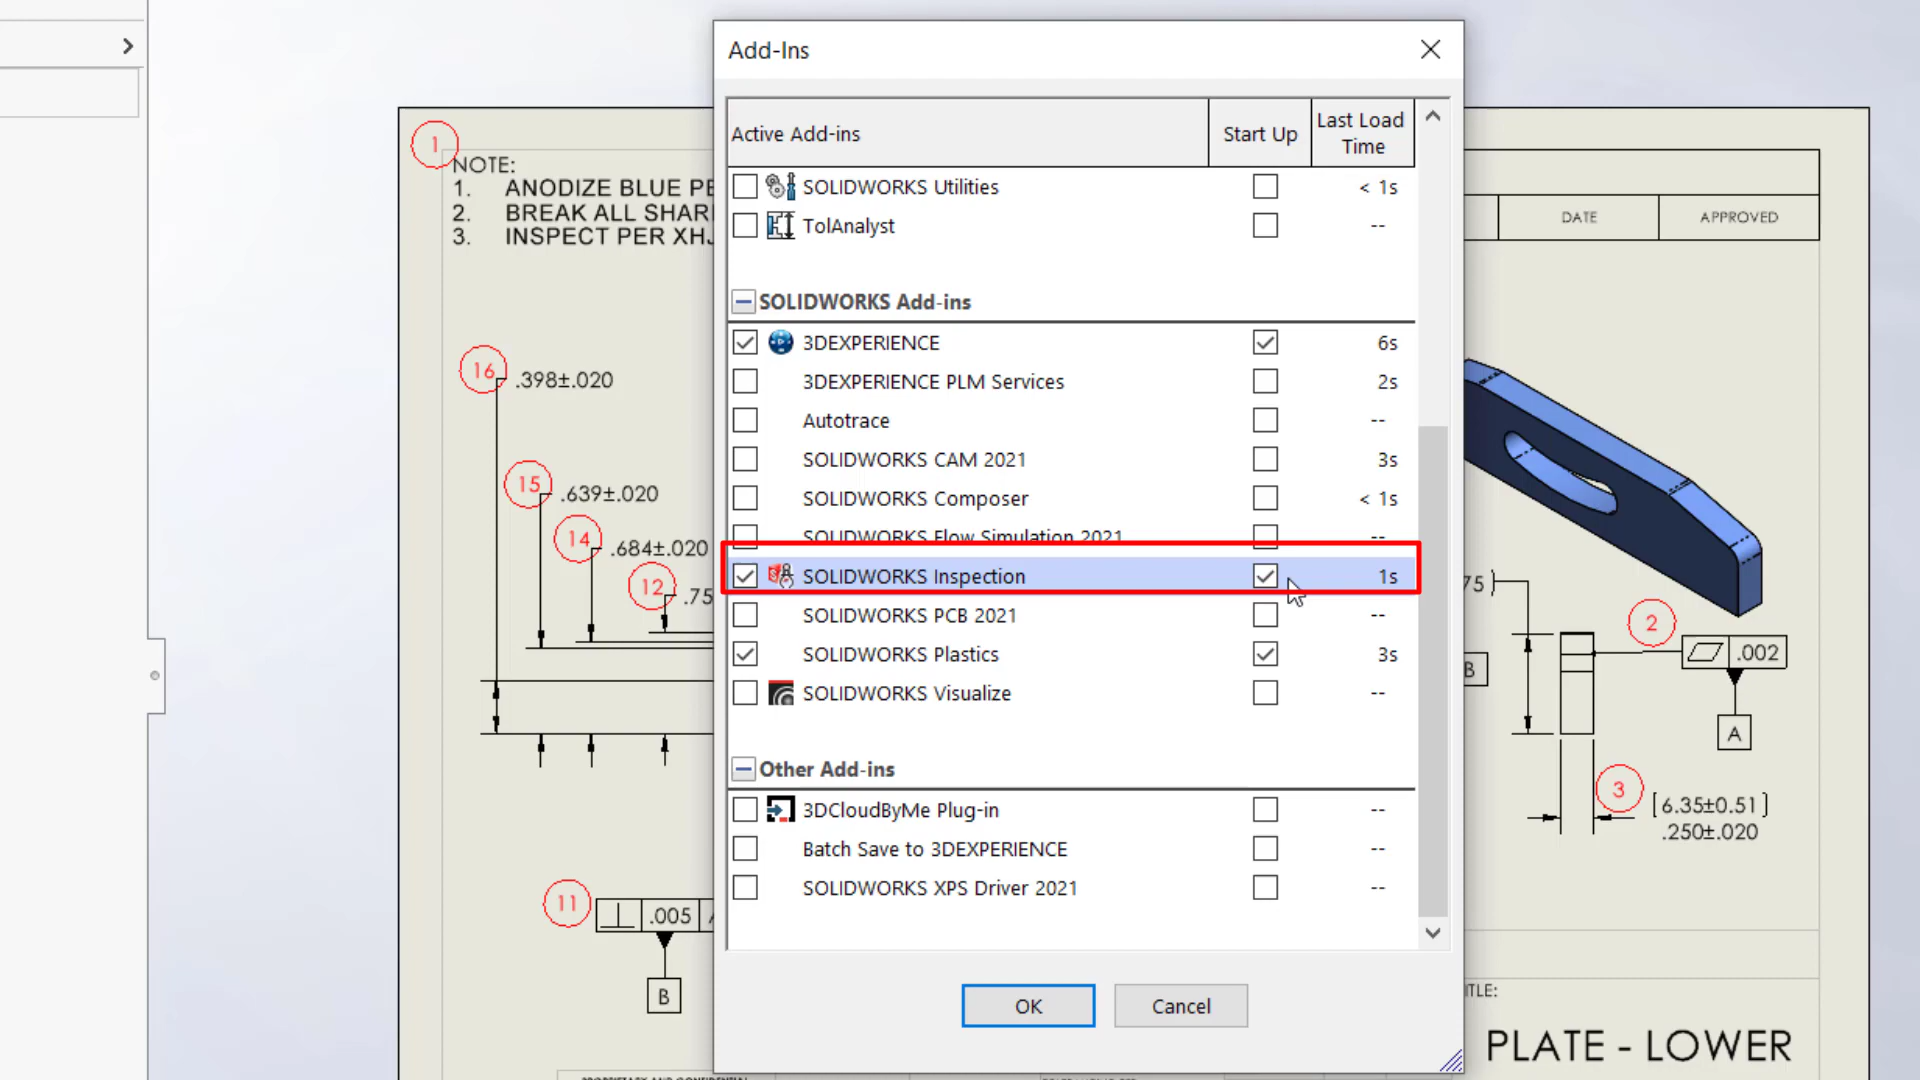 Add-Ins
Active Add-ins
Start Up
Last Load
Time
SOLIDWORKS Utilities
< 1s
TolAnalyst
--
SOLIDWORKS Add-ins
3DEXPERIENCE
6s
3DEXPERIENCE PLM Services
2s
Autotrace
--
SOLIDWORKS CAM 2021
3s
SOLIDWORKS Composer
< 1s
SOLIDWORKS Flow Simulation 2021
--
SOLIDWORKS Inspection
1s
SOLIDWORKS PCB 2021
--
SOLIDWORKS Plastics
3s
SOLIDWORKS Visualize
--
Other Add-ins
3DCloudByMe Plug-in
--
Batch Save to 3DEXPERIENCE
--
SOLIDWORKS XPS Driver 2021
--
OK
Cancel
1
NOTE:
1. ANODIZE BLUE
2. BREAK ALL
3. INSPECT PER
16
.398±.020
15
.639±.020
14
.684±.020
12
.75
11
.005
B
DATE
APPROVED
75
B
2
.002
A
3
[6.35±0.51]
.250±.020
PLATE - LOWER